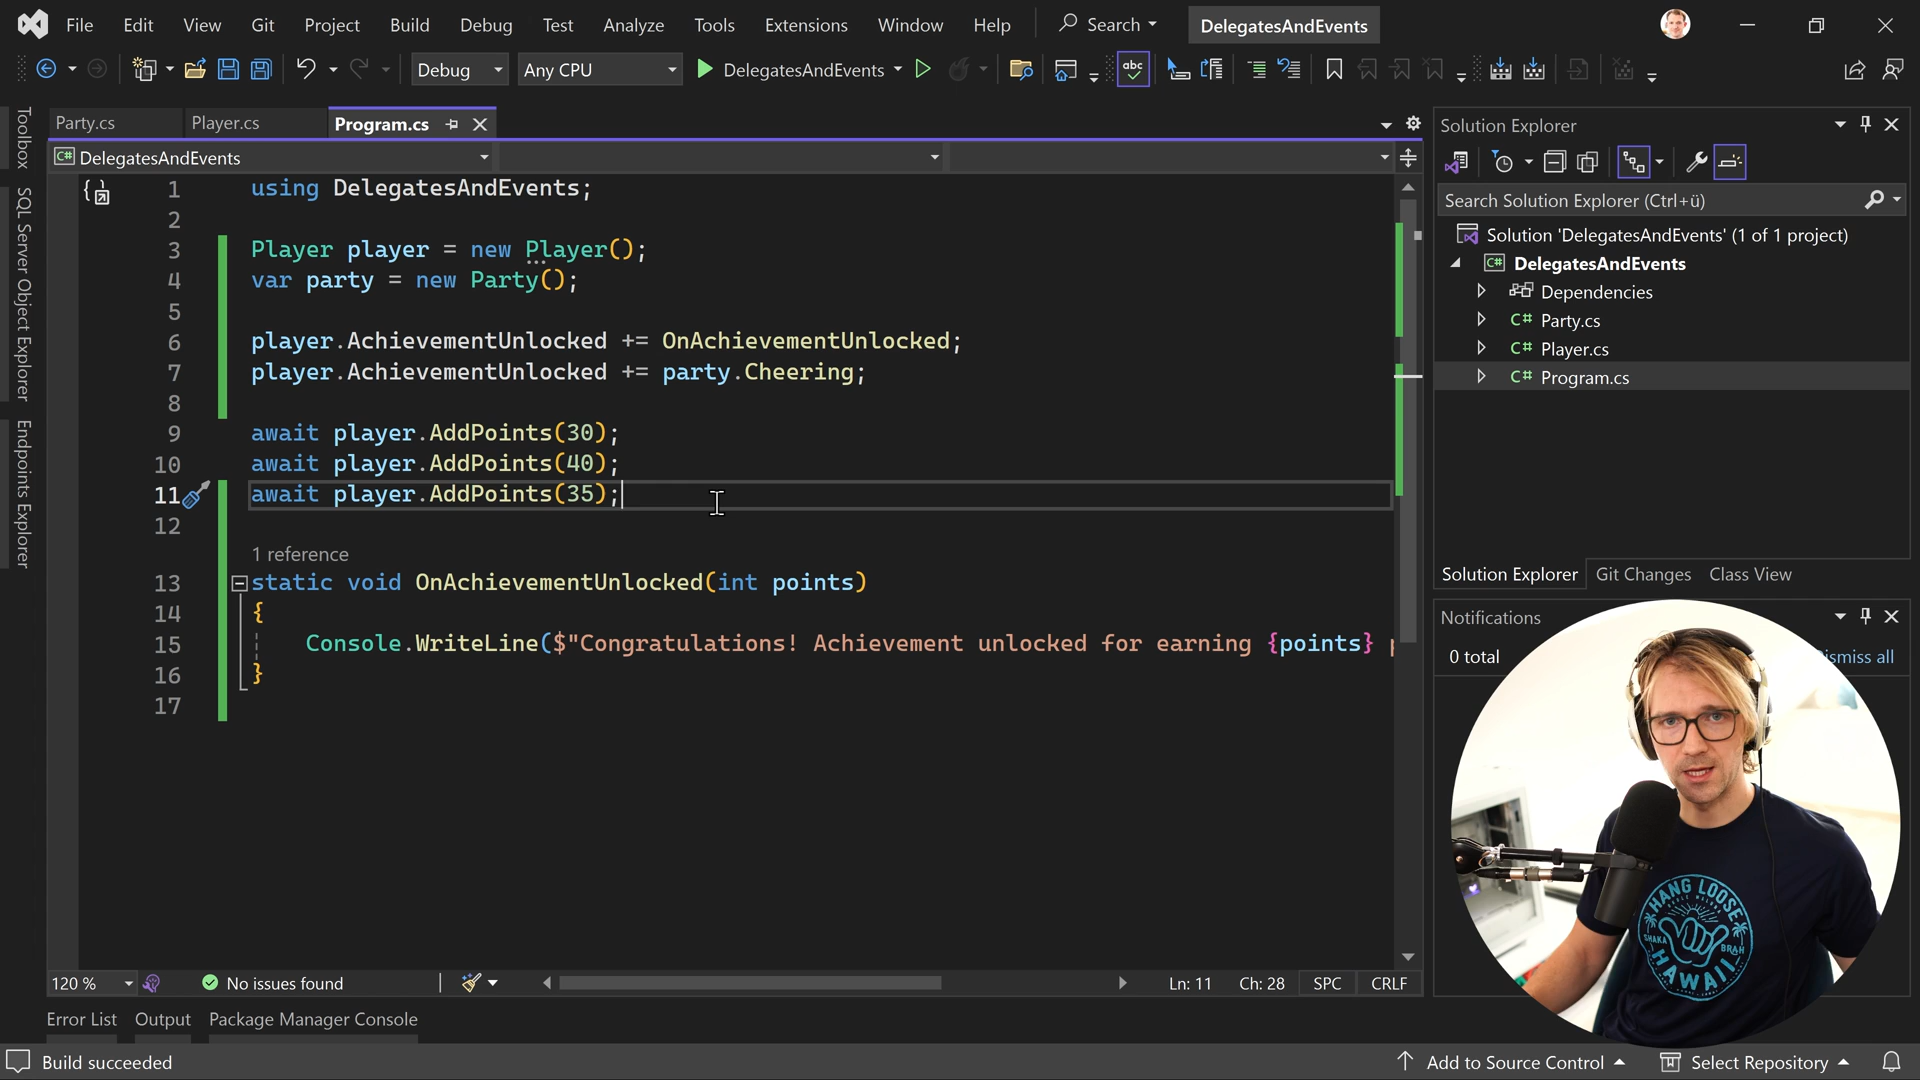 File Edit View Git Project Build Debug Test Analyze Tools Extensions Window Help Search DelegatesAndEvents
Debug Any CPU DelegatesAndEvents
abc
Toolbox
SQL Server Object Explorer
Endpoints Explorer
Party.cs Player.cs Program.cs
C# DelegatesAndEvents
1 using DelegatesAndEvents;
2
3 Player player = new Player();
4 var party = new Party();
5
6 player.AchievementUnlocked += OnAchievementUnlocked;
7 player.AchievementUnlocked += party.Cheering;
8
9 await player.AddPoints(30);
10 await player.AddPoints(40);
11 await player.AddPoints(35);
12
1 reference
13 static void OnAchievementUnlocked(int points)
14 {
15 Console.WriteLine($"Congratulations! Achievement unlocked for earning {points} p
16 }
17
120 % No issues found Ln: 11 Ch: 28 SPC CRLF
Error List Output Package Manager Console
Build succeeded Add to Source Control Select Repository
Solution Explorer
Search Solution Explorer (Ctrl+ü)
Solution 'DelegatesAndEvents' (1 of 1 project)
C# DelegatesAndEvents
Dependencies
C# Party.cs
C# Player.cs
C# Program.cs
Solution Explorer Git Changes Class View
Notifications
0 total ismiss all
HANG LOOSE
SHAKA BRAH
HAWAII